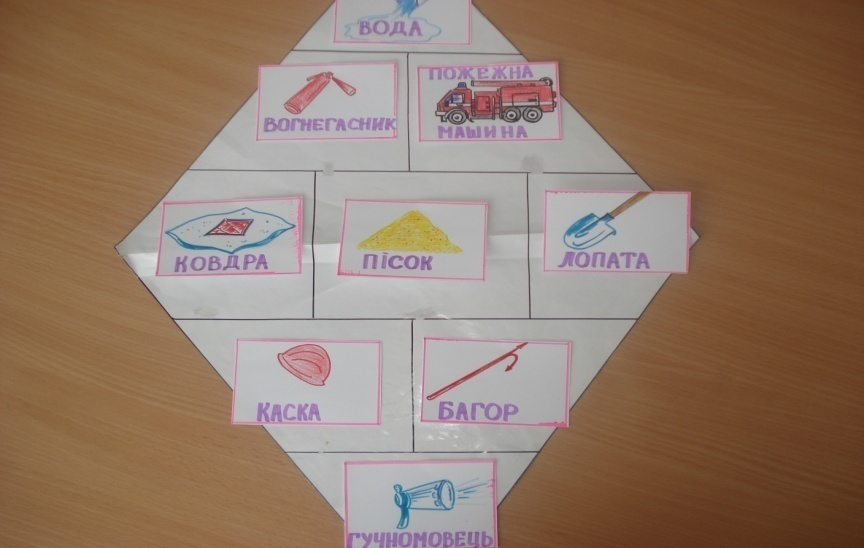 ВОДА
ВОГНЕГАСНИК
ПОЖЕЖНА
МАШИНА
КОВДРА
ПІСОК
ЛОПАТА
КАСКА
БАГОР
ГУЧНОМОВЕЦЬ